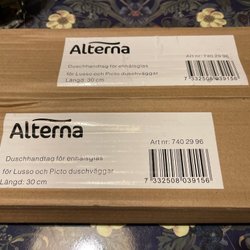 Alterna
Art nr: 740 29 96
Duschhandtag för enhålsglas
för Lusso och Picto duschväggar
Längd: 30 cm
7 332508 039156
Alterna
Art nr: 740 29 96
Duschhandtag för enhålsglas
för Lusso och Picto duschväggar
Längd: 30 cm
7 332508 039156